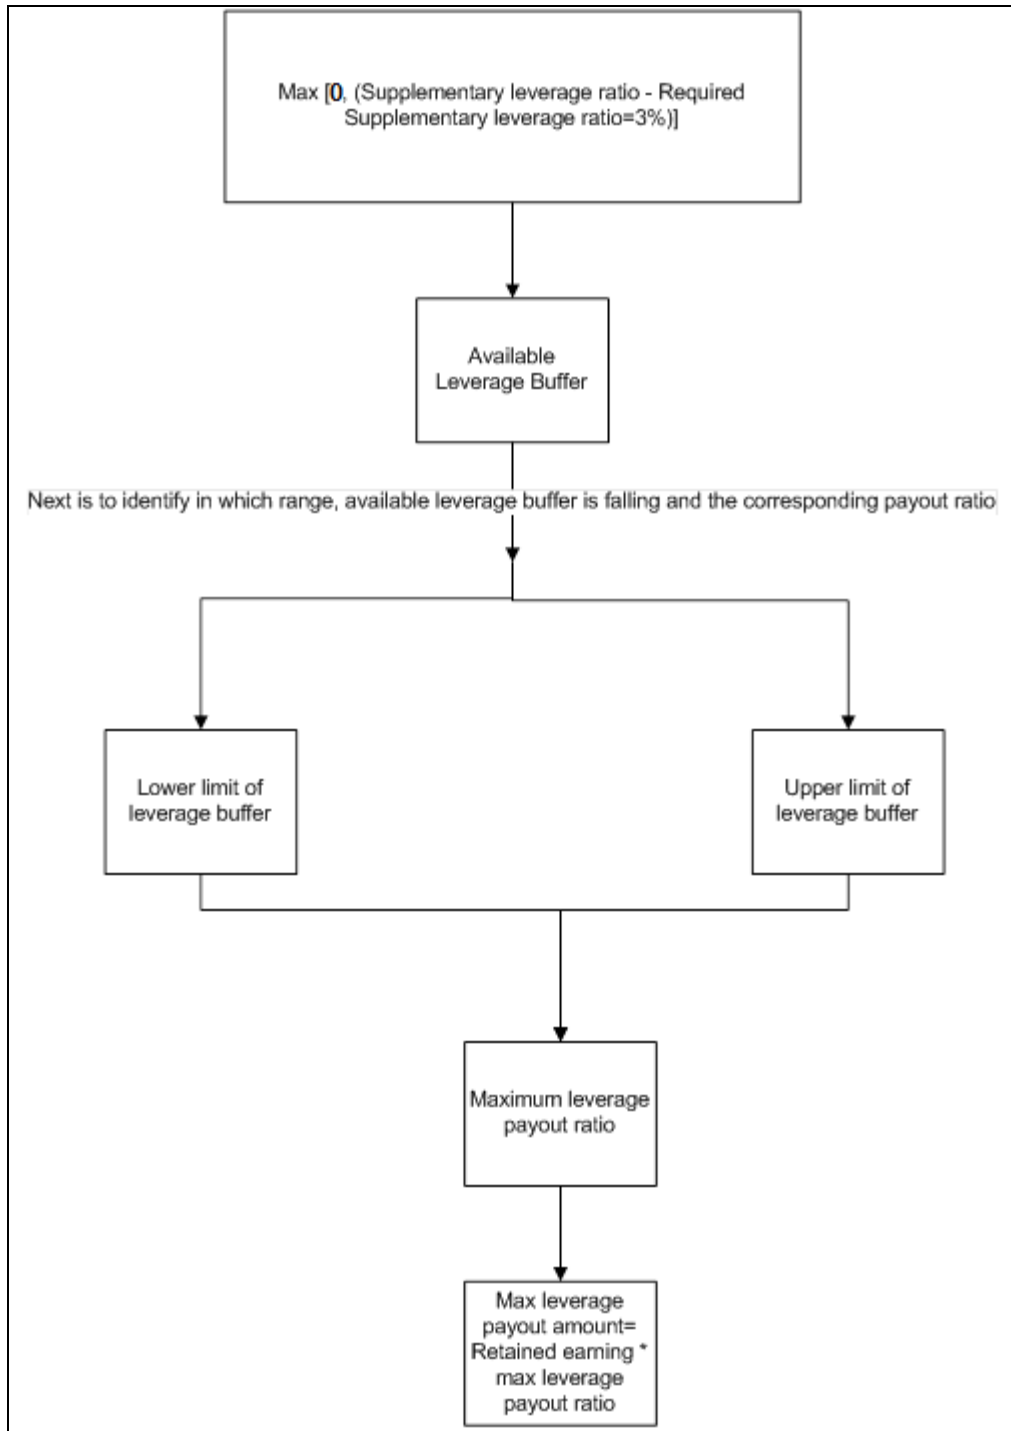 Max [0, (Supplementary leverage ratio - Required
Supplementary leverage ratio=3%)]
Available
Leverage Buffer
Next is to identify in which range, available leverage buffer is falling and the corresponding payout ratio
Lower limit of
leverage buffer
Upper limit of
leverage buffer
Maximum leverage
payout ratio
Max leverage
payout amount=
Retained earning *
max leverage
payout ratio